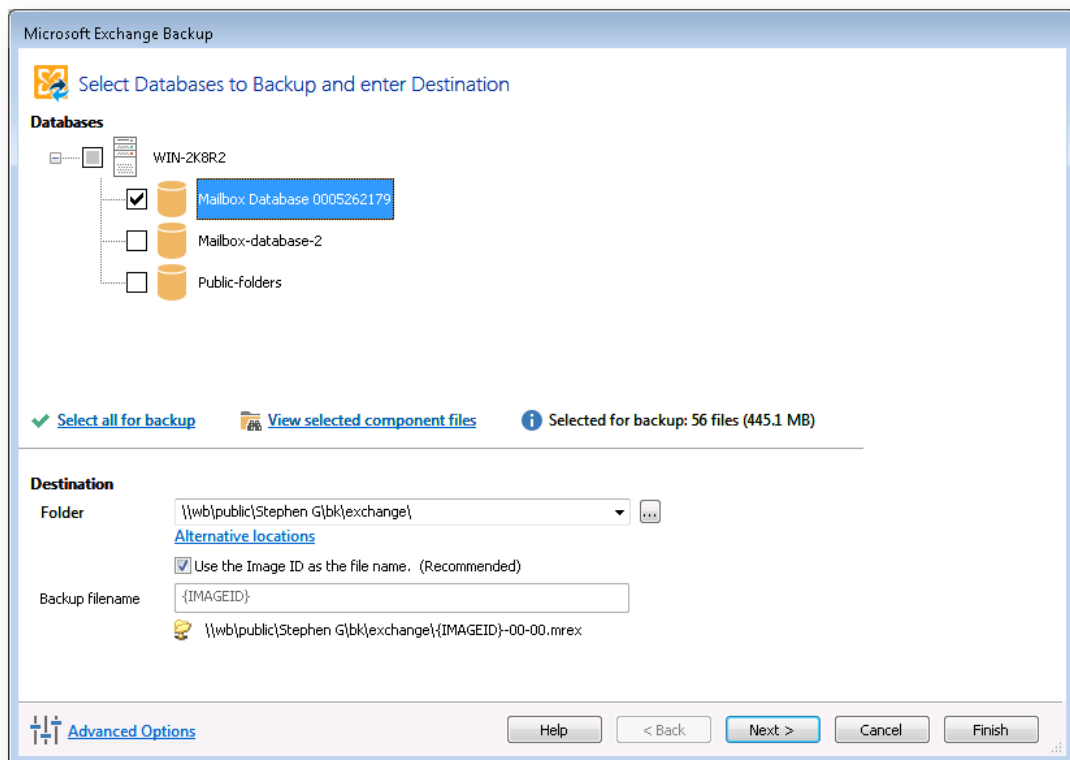 Microsoft Exchange Backup
Select Databases to Backup and enter Destination
Databases
WIN-2K8R2
Mailbox Database 0005262179
Mailbox-database-2
Public-folders
Select all for backup View selected component files Selected for backup: 56 files (445.1 MB)
Destination
Folder \\wb\public\Stephen G\bk\exchange\ ...
Alternative locations
Use the Image ID as the file name. (Recommended)
Backup filename {IMAGEID}
\\wb\public\Stephen G\bk\exchange\{IMAGEID}-00-00.mrex
Advanced Options Help < Back Next > Cancel Finish